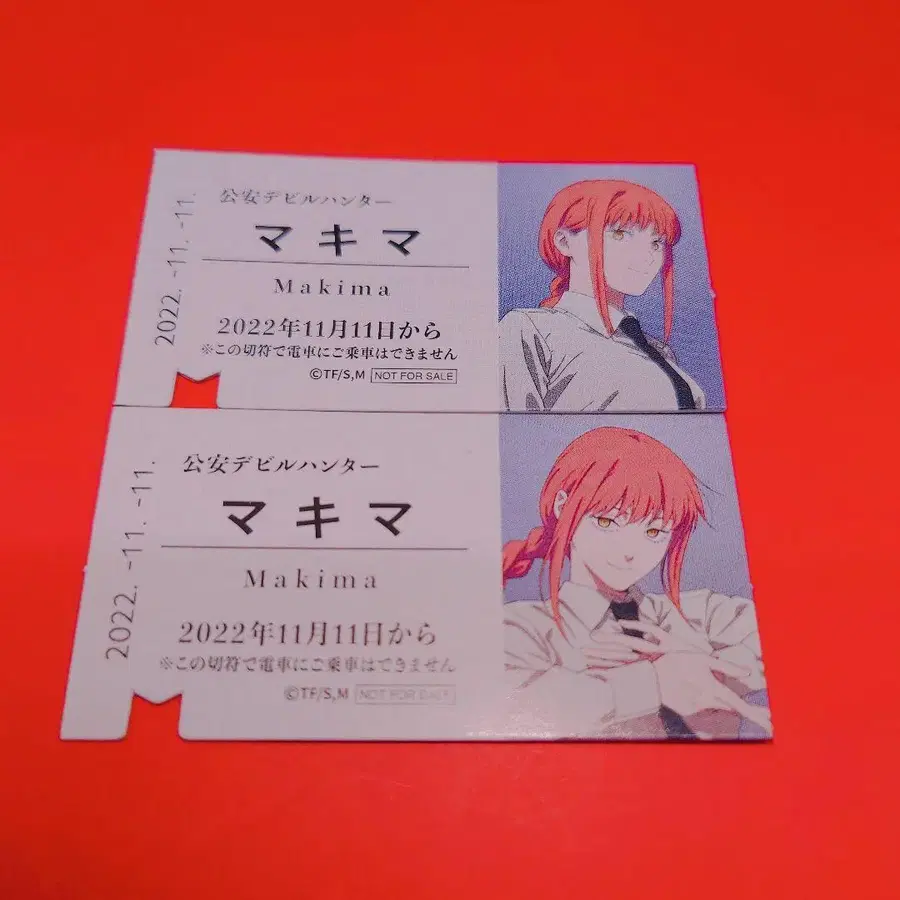 2022. -11. -11.
公安デビルハンター
マキマ
Makima
2022年11月11日から
※この切符で電車にご乗車はできません
©TF/S,M NOT FOR SALE
2022. -11. -11.
公安デビルハンター
マキマ
Makima
2022年11月11日から
※この切符で電車にご乗車はできません
©TF/S,M NOT FOR SALE